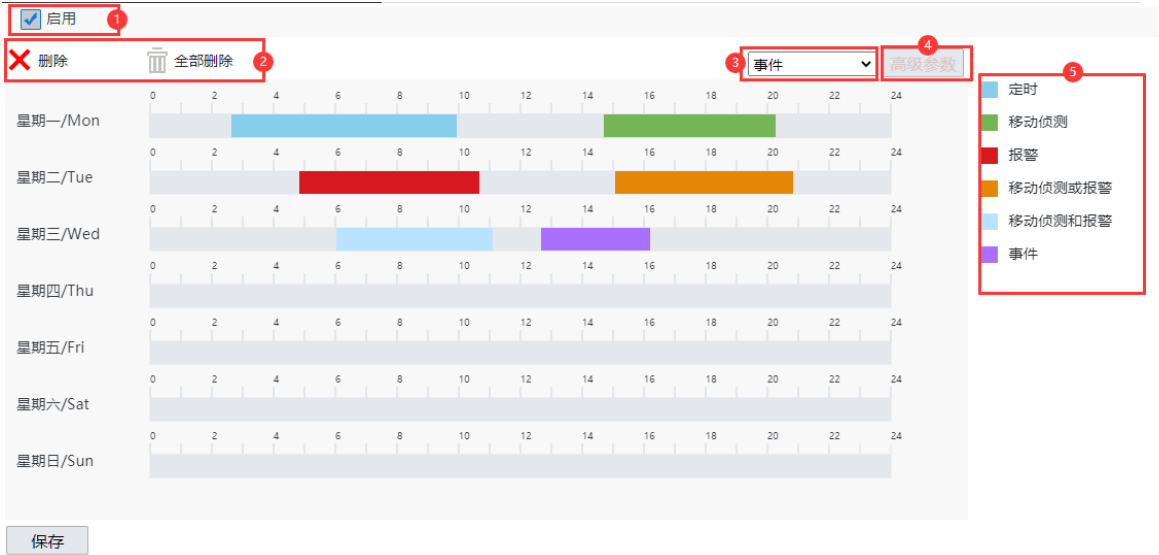 启用 1
删除 全部删除 2 3 事件 高级参数 4
5
定时
移动侦测
报警
移动侦测或报警
移动侦测和报警
事件
0 2 4 6 8 10 12 14 16 18 20 22 24
星期一/Mon
0 2 4 6 8 10 12 14 16 18 20 22 24
星期二/Tue
0 2 4 6 8 10 12 14 16 18 20 22 24
星期三/Wed
0 2 4 6 8 10 12 14 16 18 20 22 24
星期四/Thu
0 2 4 6 8 10 12 14 16 18 20 22 24
星期五/Fri
0 2 4 6 8 10 12 14 16 18 20 22 24
星期六/Sat
0 2 4 6 8 10 12 14 16 18 20 22 24
星期日/Sun
保存